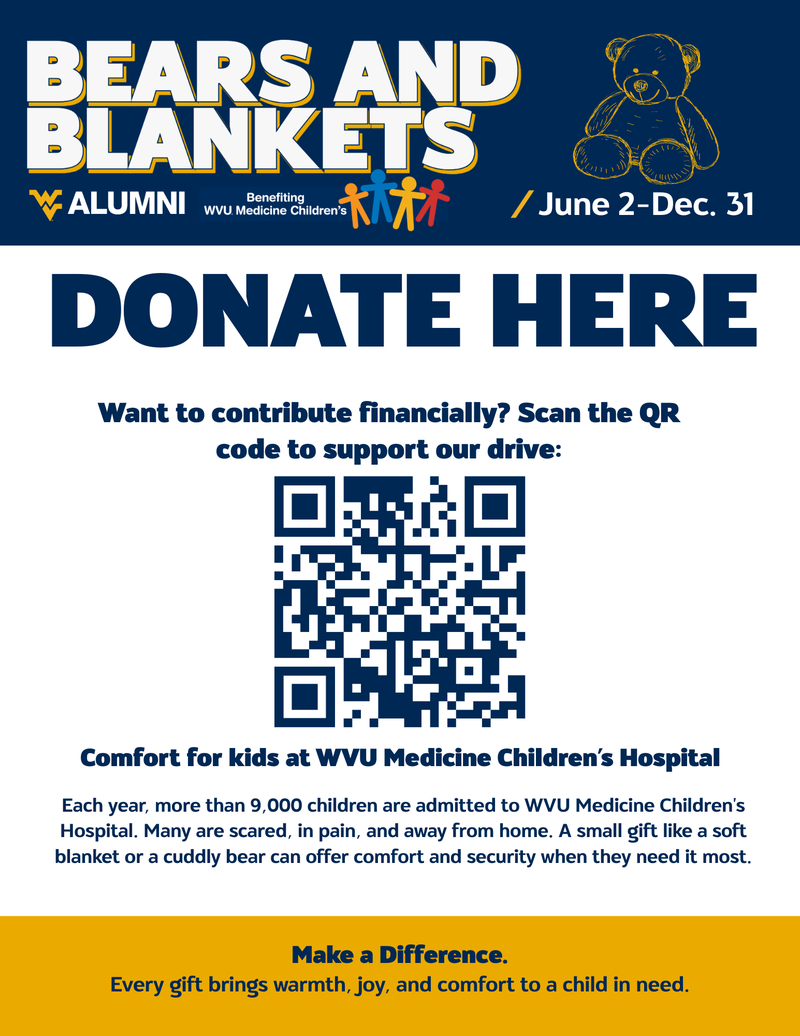 BEARS AND
BLANKETS
WV ALUMNI
Benefiting
WVU Medicine Children's
/ June 2-Dec. 31
DONATE HERE
Want to contribute financially? Scan the QR
code to support our drive:
Comfort for kids at WVU Medicine Children's Hospital
Each year, more than 9,000 children are admitted to WVU Medicine Children's
Hospital. Many are scared, in pain, and away from home. A small gift like a soft
blanket or a cuddly bear can offer comfort and security when they need it most.
Make a Difference.
Every gift brings warmth, joy, and comfort to a child in need.